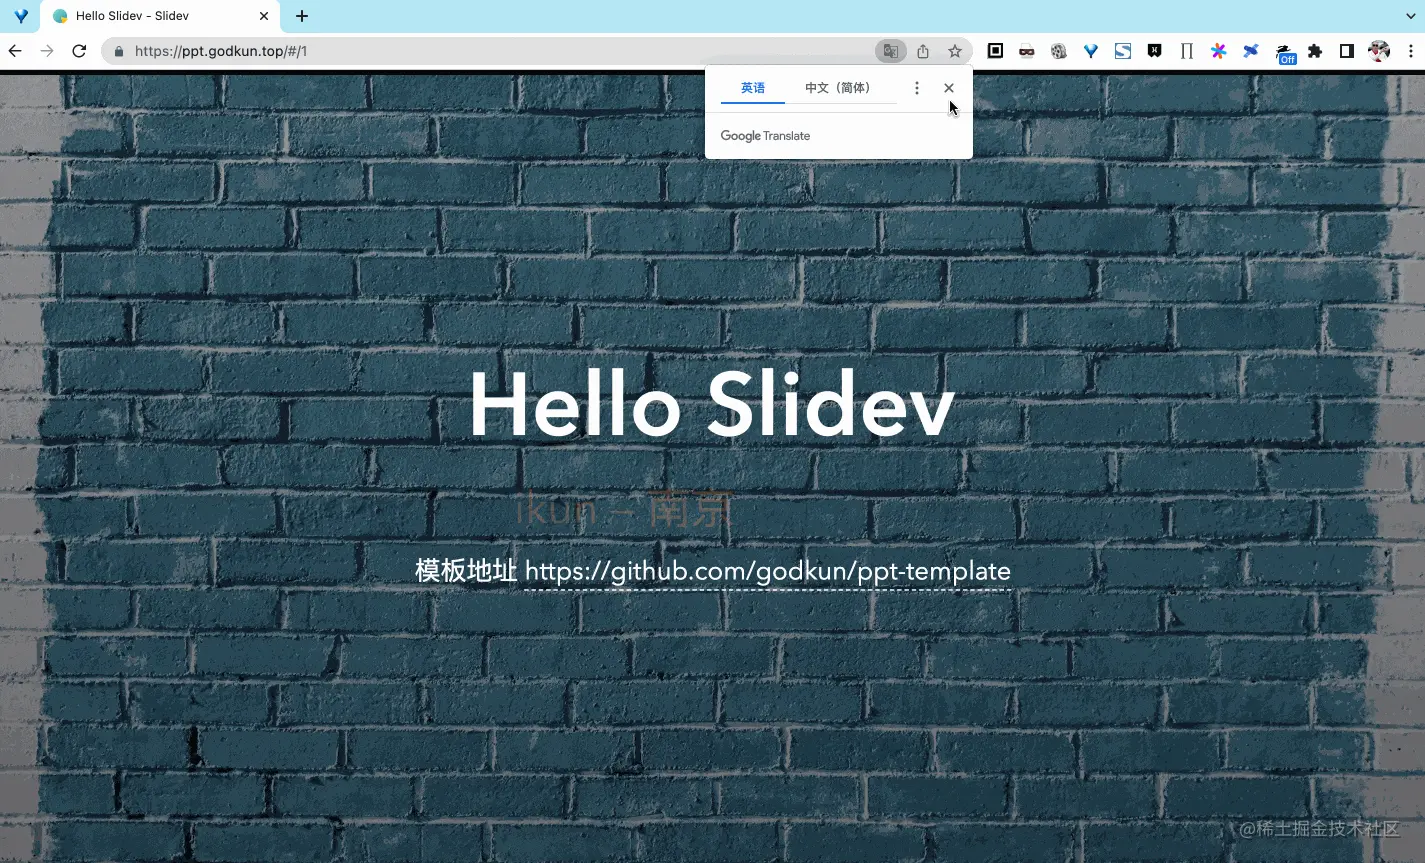 Hello Slidev - Slidev
https://ppt.godkun.top/#/1
Off
英语 中文（简体）
Google Translate
Hello Slidev
ikun - 南京
模板地址 https://github.com/godkun/ppt-template
@稀土掘金技术社区